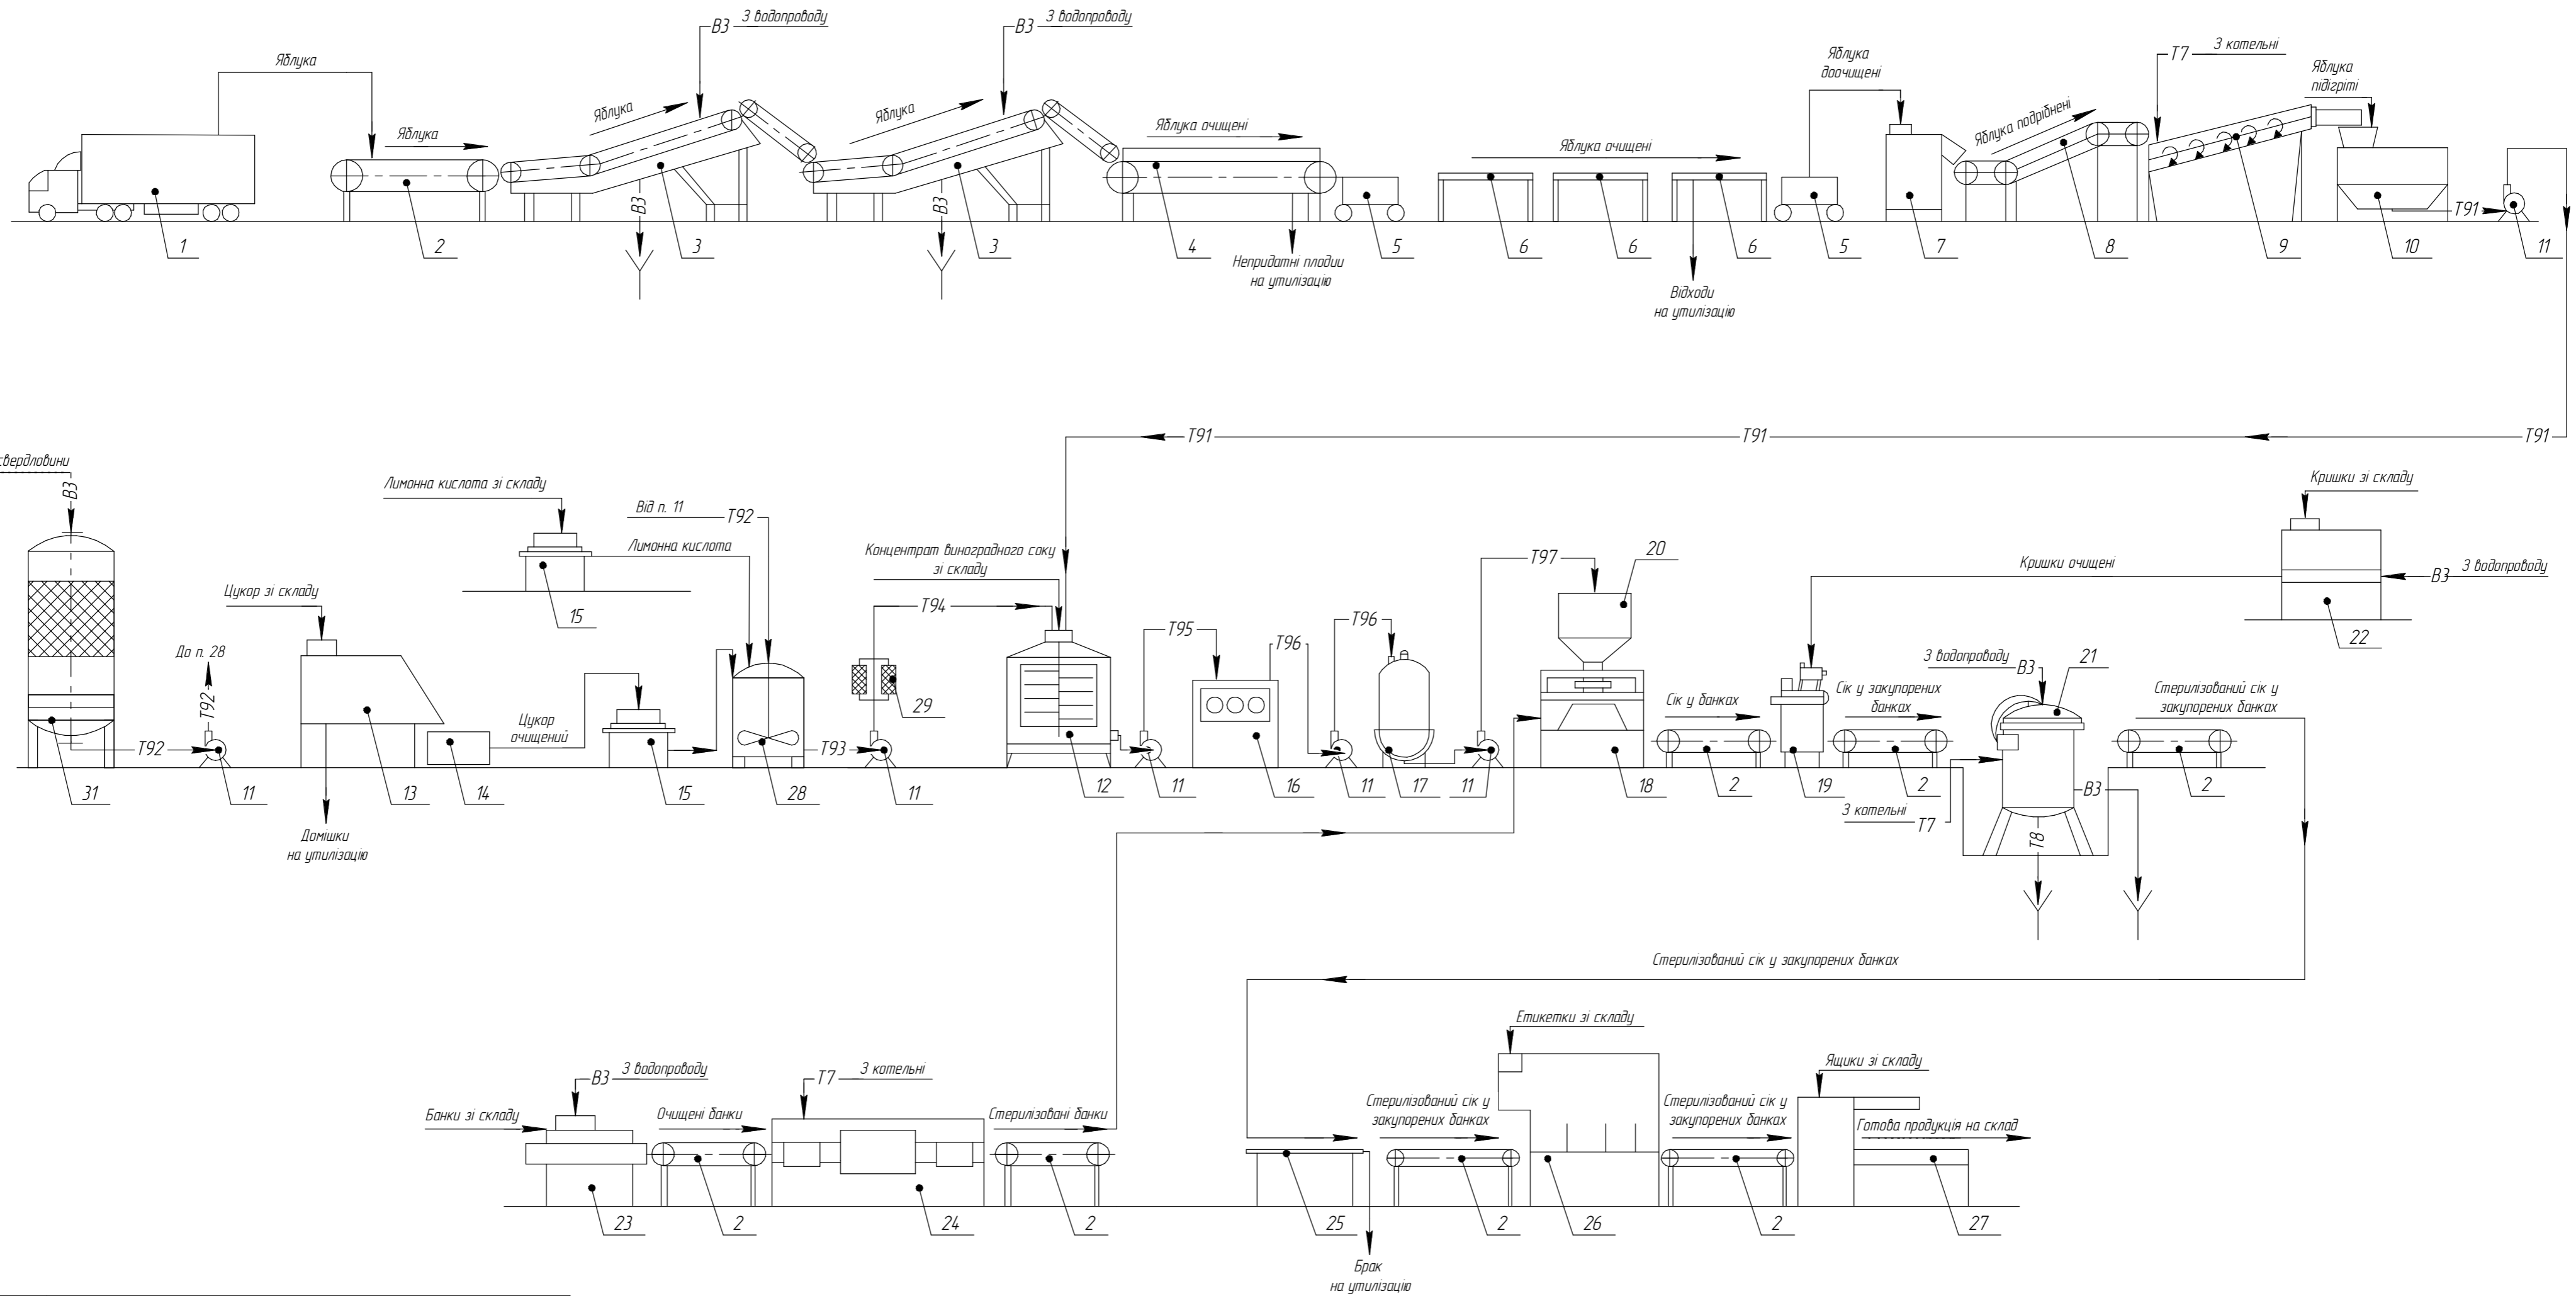 В3 З водопроводу
В3 З водопроводу
Яблука
Яблука
Яблука
Яблука
Яблука очищені
Яблука очищені
Яблука
доочищені
Яблука подрібнені
Т7 З котельні
Яблука
підігріті
В3
В3
Т91
Непридатні плодии
на утилізацію
Відходи
на утилізацію
1
2
3
3
4
5
6
6
6
5
7
8
9
10
11
Т91
Т91
Т91
свердловини
В3
Лимонна кислота зі складу
Лимонна кислота
15
Від п. 11
Т92
Концентрат виноградного соку
зі складу
Т94
29
Цукор зі складу
До п. 28
Т92
Т92
Цукор
очищений
Т93
Т95
Т96
Т96
Т97
20
Кришки зі складу
Кришки очищені
В3 З водопроводу
22
Сік у банках
Сік у закупорених
банках
З водопроводу
В3
21
Стерилізований сік у
закупорених банках
З котельні
Т7
В3
Т8
31
11
13
14
15
28
11
12
11
16
11
17
11
18
2
19
2
2
Домішки
на утилізацію
Стерилізований сік у закупорених банках
Банки зі складу
В3 З водопроводу
Очищені банки
Т7 З котельні
Стерилізовані банки
Стерилізований сік у
закупорених банках
Етикетки зі складу
Стерилізований сік у
закупорених банках
Ящики зі складу
Готова продукція на склад
23
2
24
2
25
2
26
2
27
Брак
на утилізацію